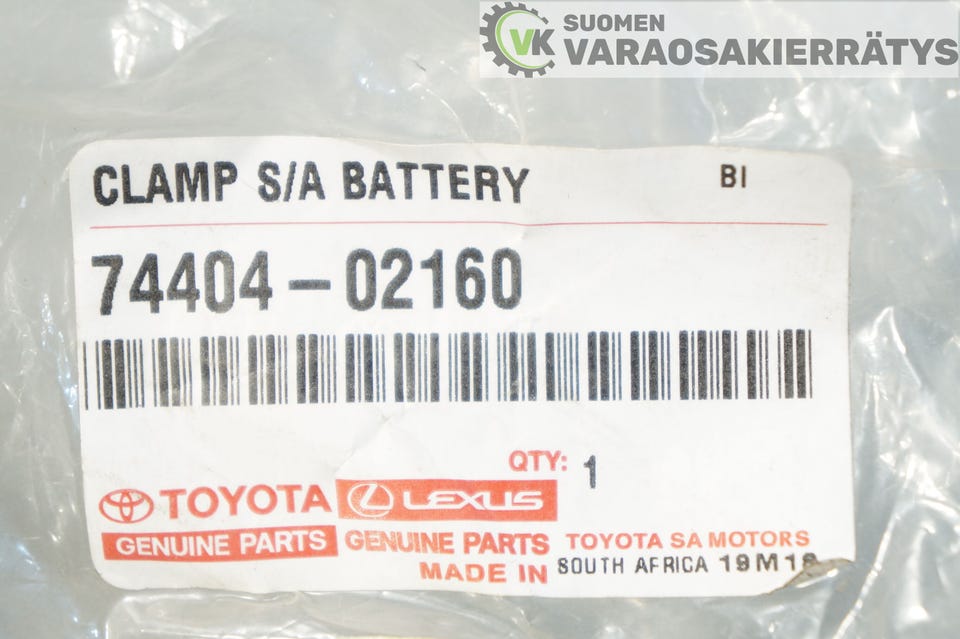 VK SUOMEN
VARAOSAKIERRÄTYS
CLAMP S/A BATTERY BI
74404-02160
QTY: 1
TOYOTA LEXUS
GENUINE PARTS GENUINE PARTS TOYOTA SA MOTORS
MADE IN SOUTH AFRICA